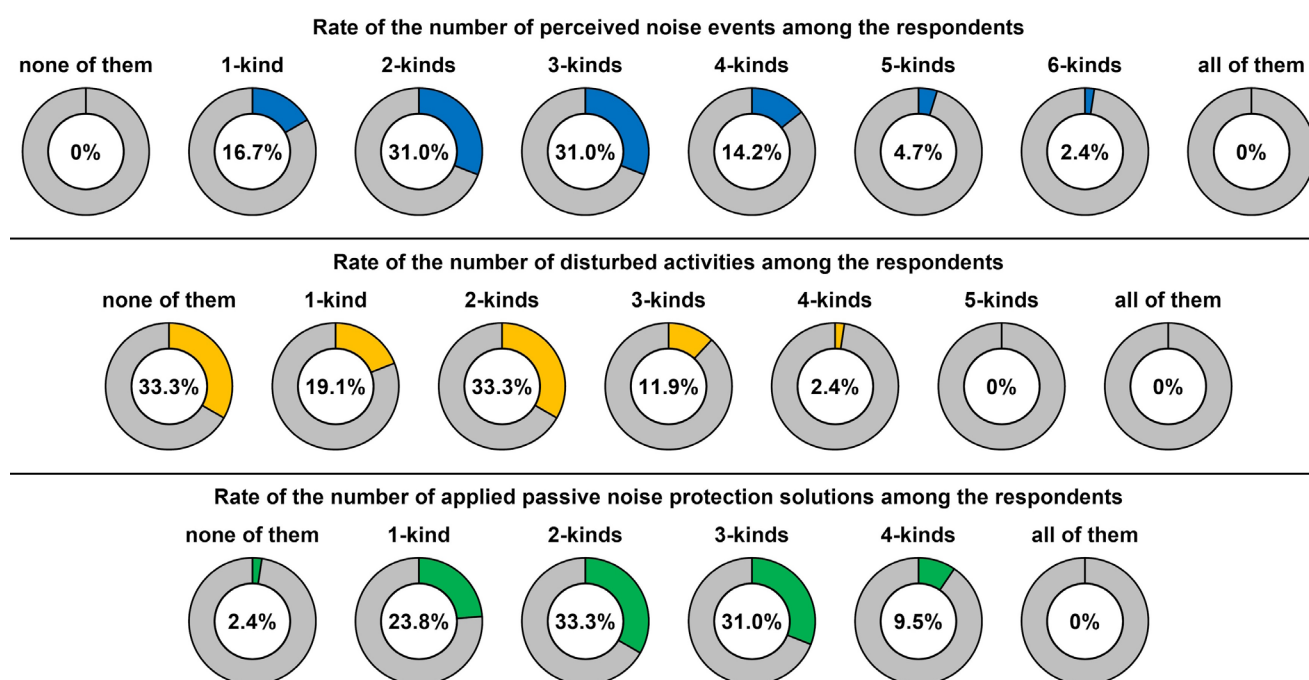 Rate of the number of perceived noise events among the respondents
none of them 1-kind 2-kinds 3-kinds 4-kinds 5-kinds 6-kinds all of them
0% 16.7% 31.0% 31.0% 14.2% 4.7% 2.4% 0%
Rate of the number of disturbed activities among the respondents
none of them 1-kind 2-kinds 3-kinds 4-kinds 5-kinds all of them
33.3% 19.1% 33.3% 11.9% 2.4% 0% 0%
Rate of the number of applied passive noise protection solutions among the respondents
none of them 1-kind 2-kinds 3-kinds 4-kinds all of them
2.4% 23.8% 33.3% 31.0% 9.5% 0%